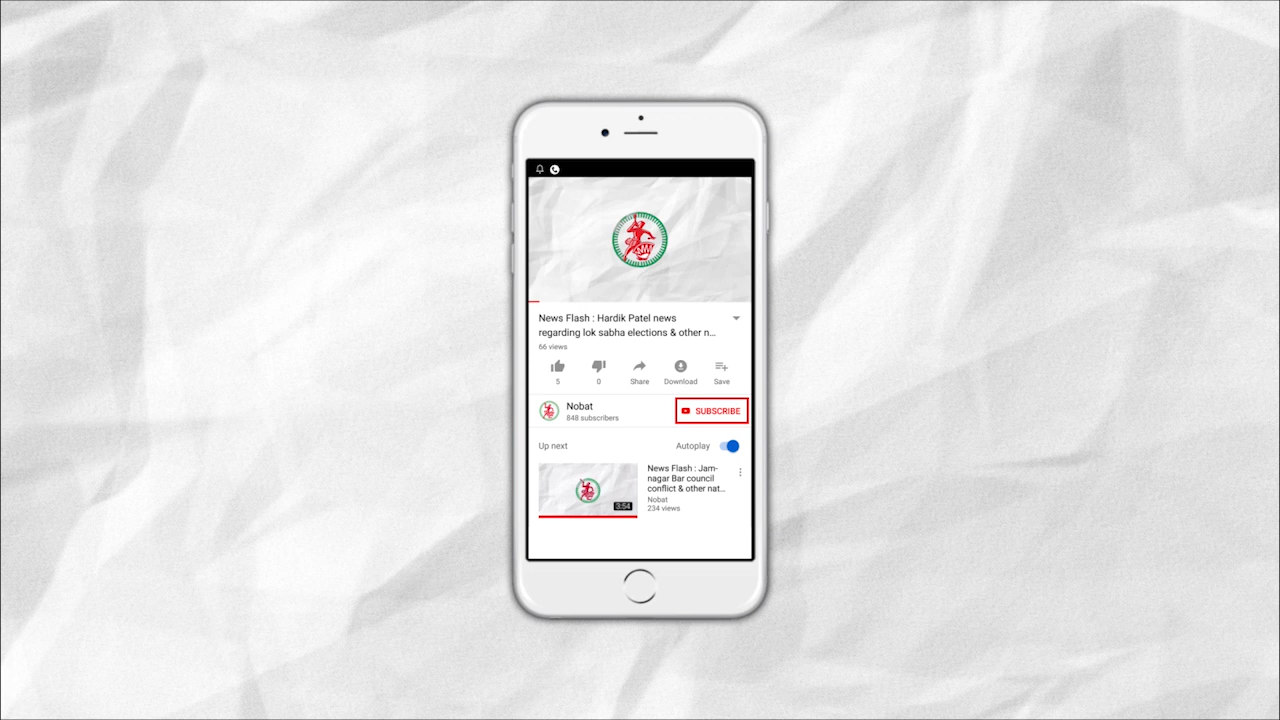 News Flash : Hardik Patel news
regarding lok sabha elections & other n...
66 views
5
0
Share
Download
Save
Nobat
848 subscribers
SUBSCRIBE
Up next
Autoplay
News Flash : Jam-
nagar Bar council
conflict & other nat...
Nobat
234 views
3:54